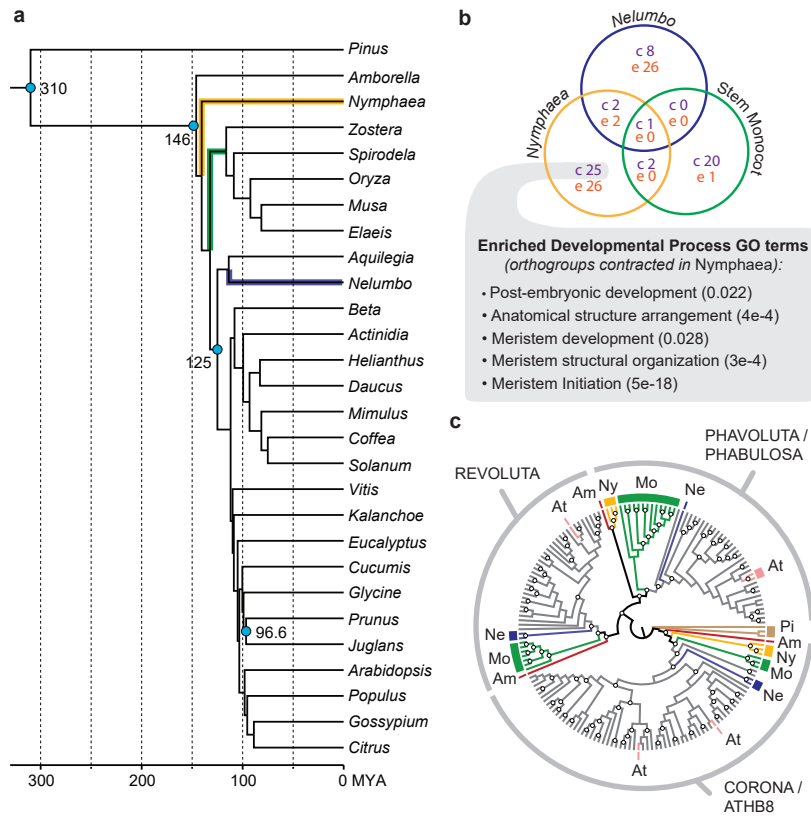 a
Pinus
310
Amborella
Nymphaea
146
Zostera
Spirodela
Oryza
Musa
Elaeis
Aquilegia
Nelumbo
Beta
125
Actinidia
Helianthus
Daucus
Mimulus
Coffea
Solanum
Vitis
Kalanchoe
Eucalyptus
Cucumis
Glycine
Prunus
96.6
Juglans
Arabidopsis
Populus
Gossypium
Citrus
300 200 100 0 MYA
b
Nelumbo
Nymphaea
Stem Monocot
c 8
e 26
c 2
e 2
c 0
e 0
c 1
e 0
c 25
e 26
c 2
e 0
c 20
e 1
Enriched Developmental Process GO terms
(orthogroups contracted in Nymphaea):
• Post-embryonic development (0.022)
• Anatomical structure arrangement (4e-4)
• Meristem development (0.028)
• Meristem structural organization (3e-4)
• Meristem Initiation (5e-18)
c
PHAVOLUTA /
PHABULOSA
REVOLUTA
At
Am
Ny
Mo
Ne
At
Pi
Am
Ny
Mo
Ne
Ne
Mo
Am
At
At
CORONA /
ATHB8